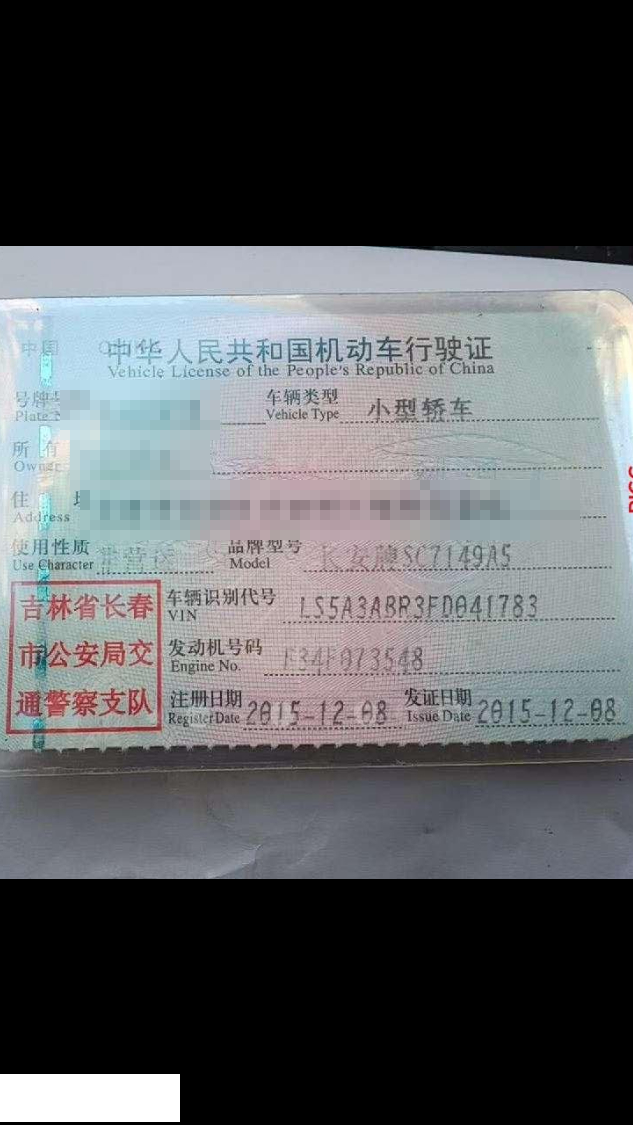 中华人民共和国机动车行驶证
Vehicle License of the People's Republic of China
号牌
Plate
车辆类型 小型轿车
Vehicle Type
所有
Owner
住
Address
使用性质 非营运
Use Character
品牌型号 长安牌SC7149A5
Model
吉林省长春
市公安局交
通警察支队
车辆识别代号 LS5A3ABR3FD041783
VIN
发动机号码 F34F073548
Engine No.
注册日期 2015-12-08
Register Date
发证日期 2015-12-08
Issue Date
PICC